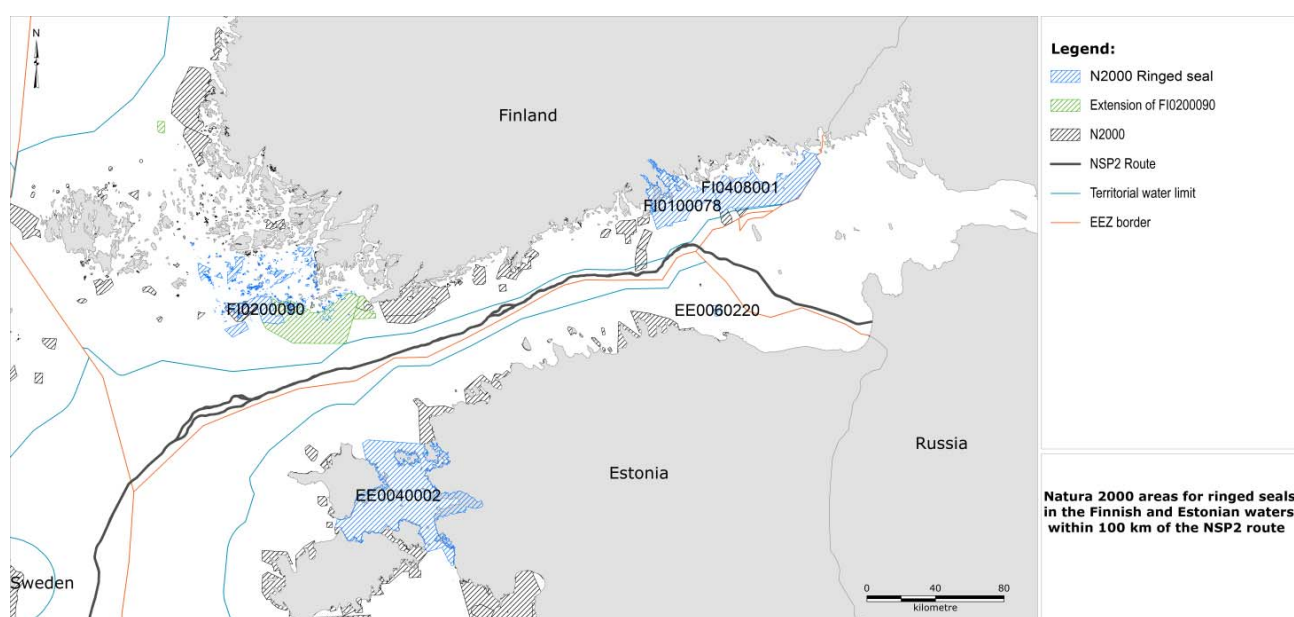 N
Finland
FI0408001
FI0100078
FI0200090
EE0060220
Russia
Estonia
EE0040002
Sweden
0 40 80
kilometre
Legend:
N2000 Ringed seal
Extension of FI0200090
N2000
NSP2 Route
Territorial water limit
EEZ border
Natura 2000 areas for ringed seals
in the Finnish and Estonian waters
within 100 km of the NSP2 route